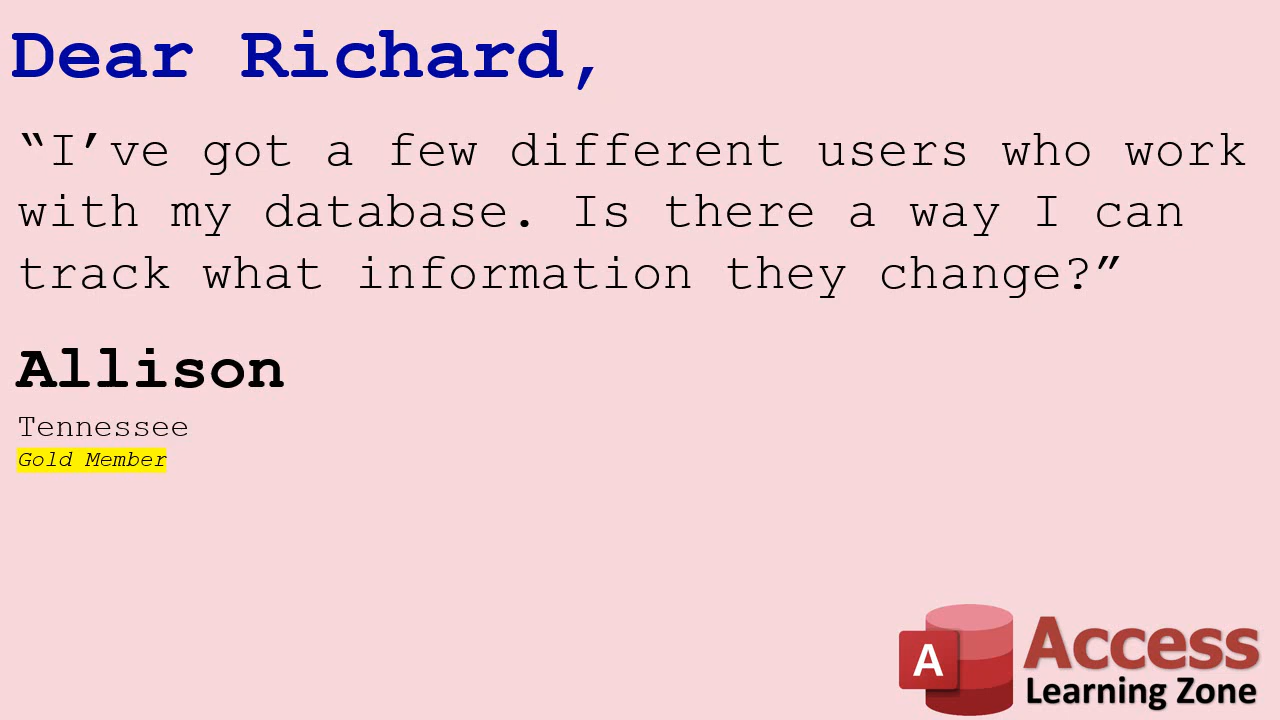 Dear Richard,
“I’ve got a few different users who work
with my database. Is there a way I can
track what information they change?”
Allison
Tennessee
Gold Member
A
Access
Learning Zone